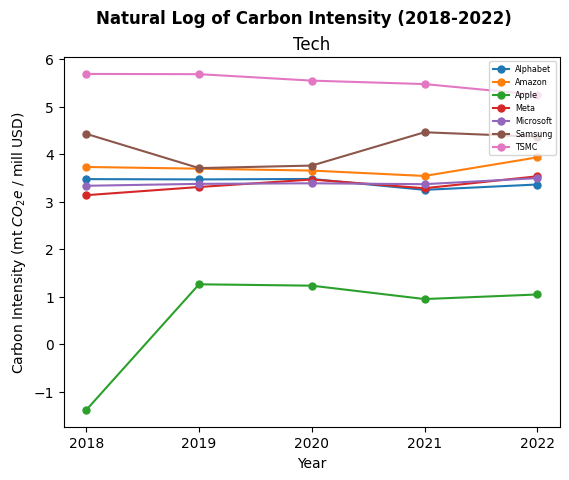 Natural Log of Carbon Intensity (2018-2022)
Tech
Carbon Intensity (mt CO2e / mill USD)
6
5
4
3
2
1
0
−1
Alphabet
Amazon
Apple
Meta
Microsoft
Samsung
TSMC
2018 2019 2020 2021 2022
Year